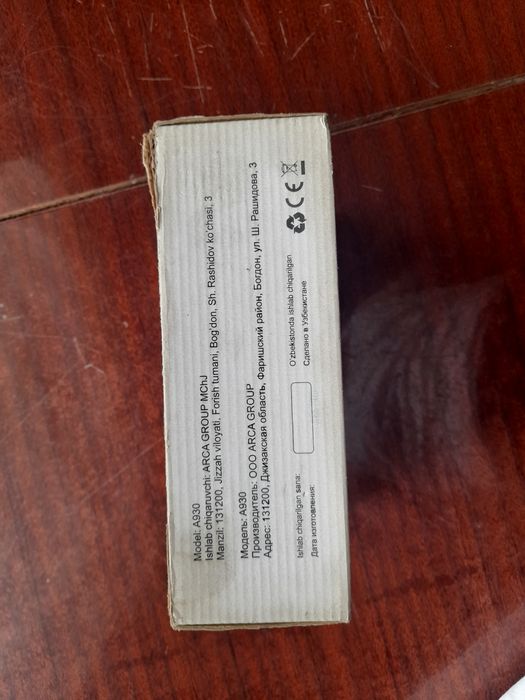 Model: A930
Ishlab chiqaruvchi: ARCA GROUP MChJ
Manzil: 131200, Jizzah viloyati, Forish tumani, Bog'don, Sh. Rashidov ko'chasi, 3
Модель: A930
Производитель: ООО ARCA GROUP
Адрес: 131200, Джизакская область, Фаришский район, Богдон, ул. Ш. Рашидова, 3
Ishlab chiqarilgan sana:
Дата изготовления:
O'zbekistonda ishlab chiqarilgan
Сделано в Узбекистане
CE